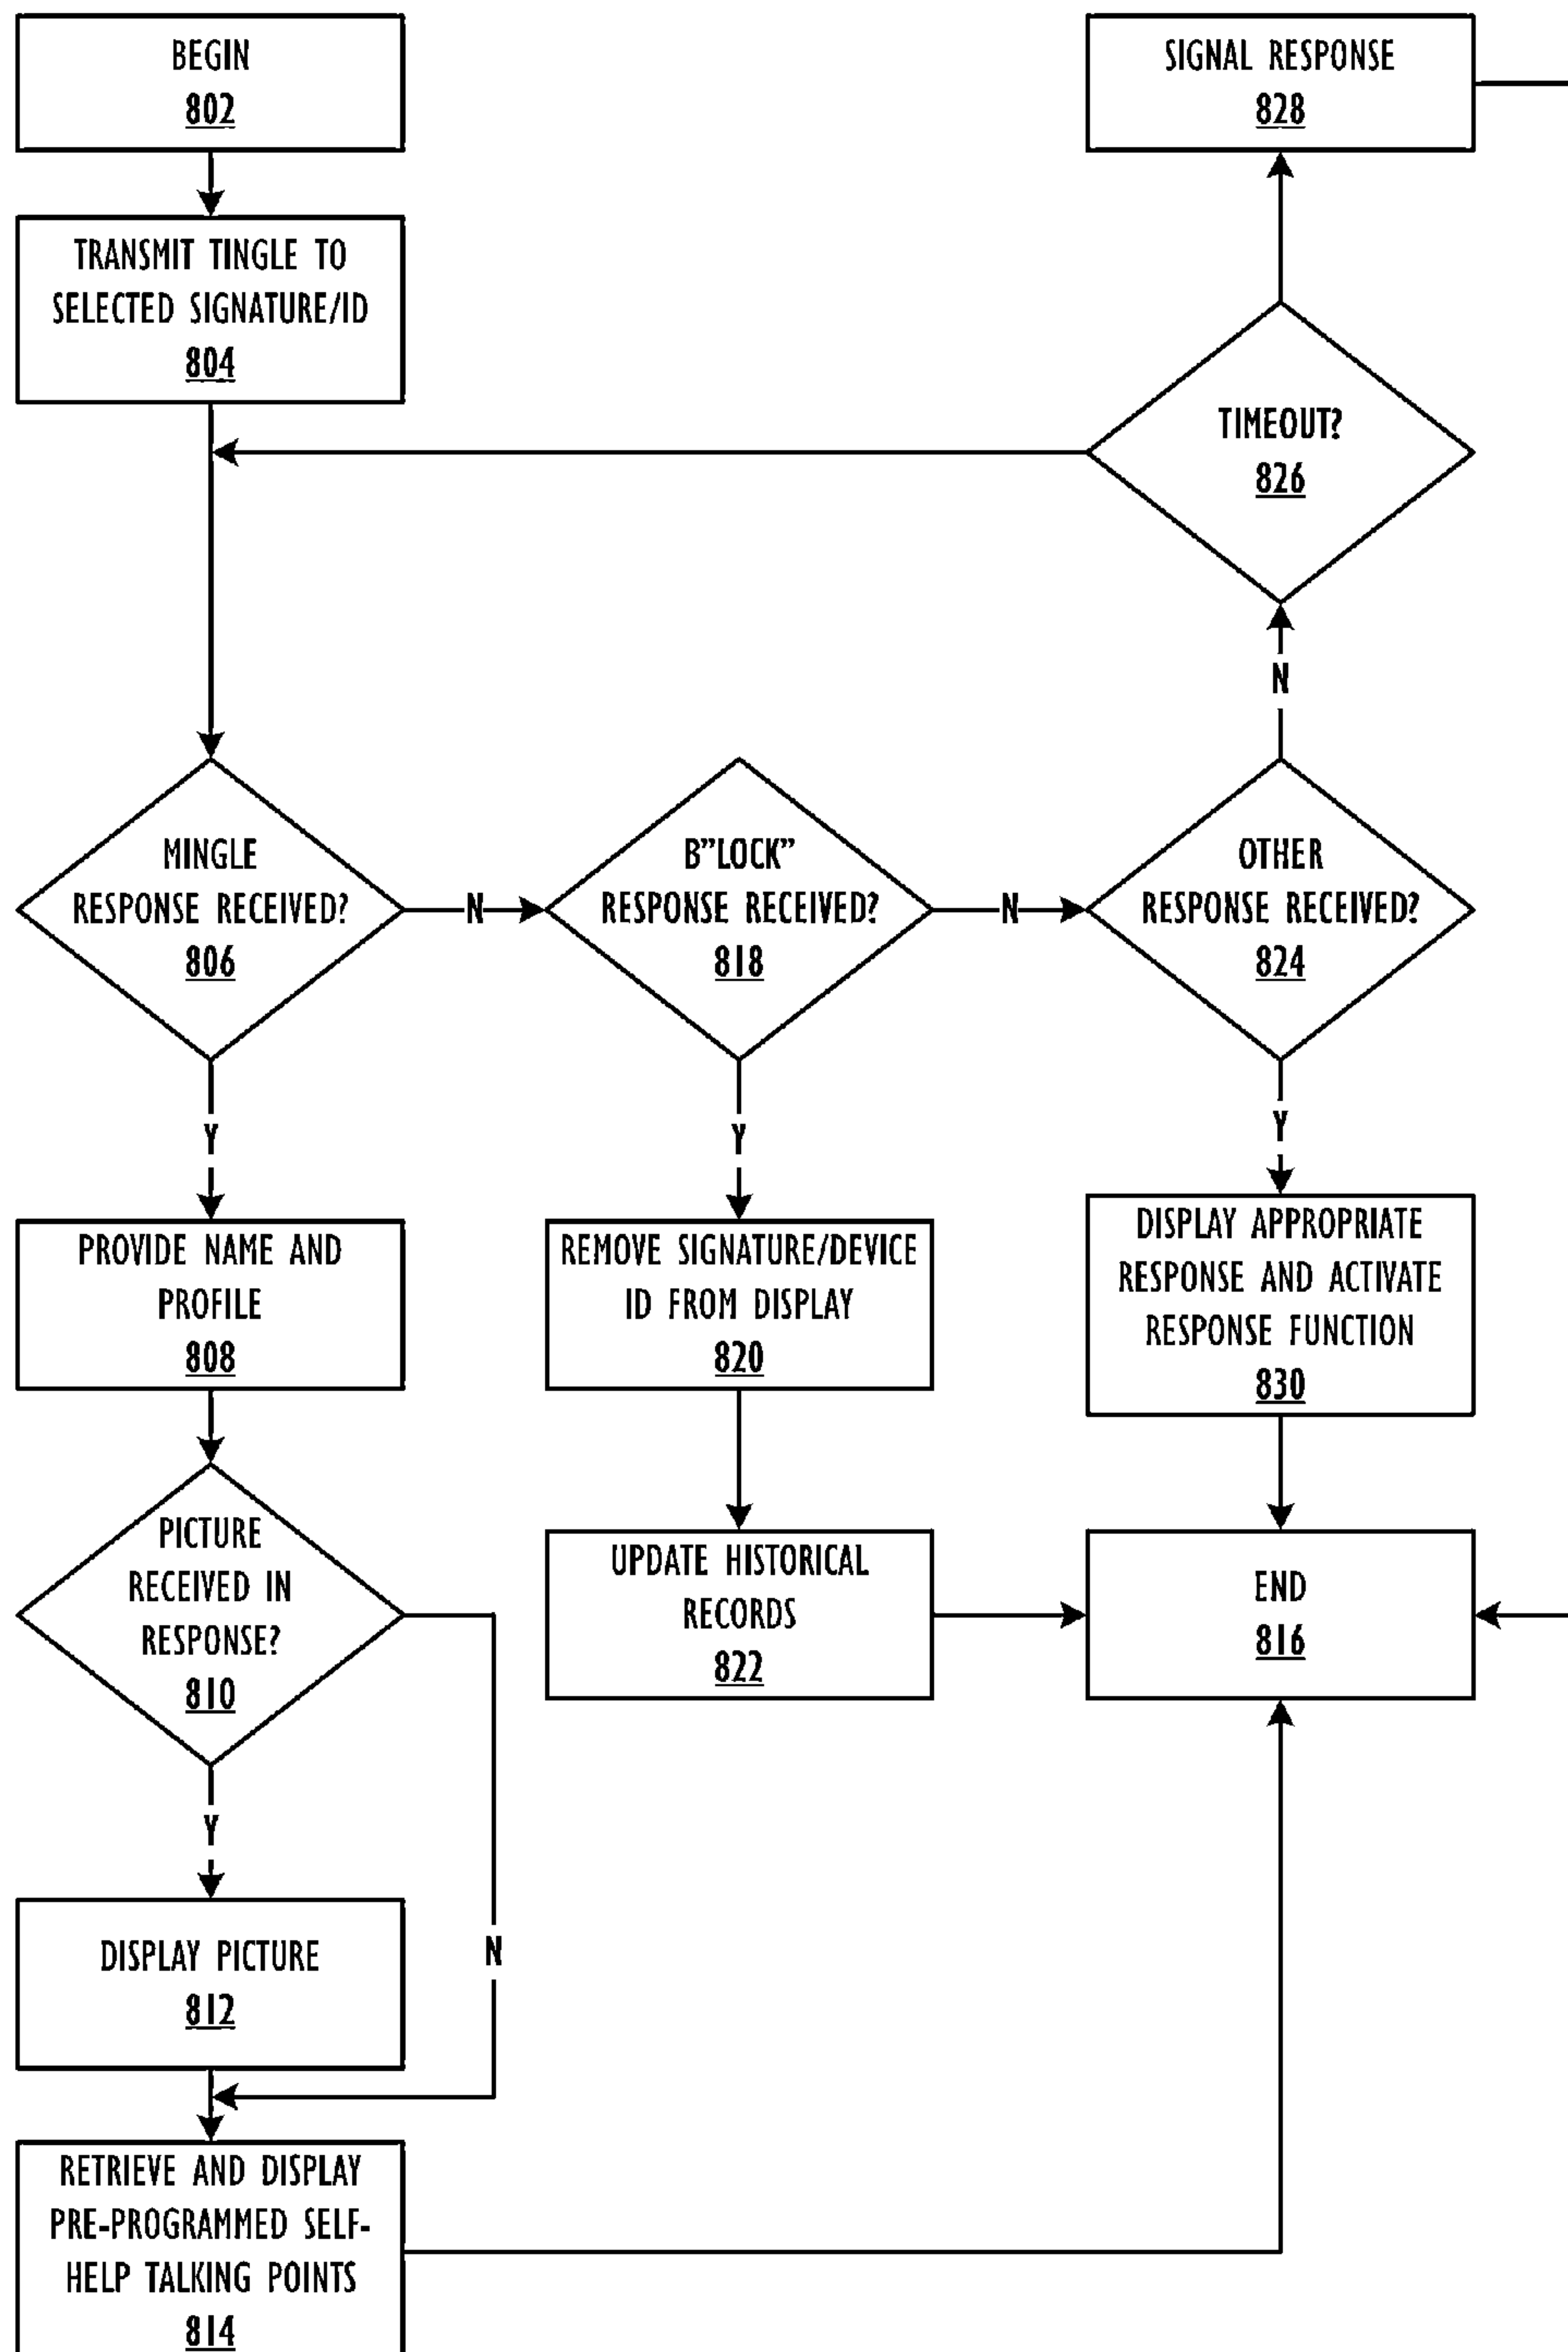 BEGIN
802
TRANSMIT TINGLE TO
SELECTED SIGNATURE/ID
804
SIGNAL RESPONSE
828
TIMEOUT?
826
N
MINGLE
RESPONSE RECEIVED?
806
N
B”LOCK”
RESPONSE RECEIVED?
818
N
OTHER
RESPONSE RECEIVED?
824
Y
Y
Y
PROVIDE NAME AND
PROFILE
808
REMOVE SIGNATURE/DEVICE
ID FROM DISPLAY
820
DISPLAY APPROPRIATE
RESPONSE AND ACTIVATE
RESPONSE FUNCTION
830
PICTURE
RECEIVED IN
RESPONSE?
810
UPDATE HISTORICAL
RECORDS
822
END
816
Y
N
DISPLAY PICTURE
812
RETRIEVE AND DISPLAY
PRE-PROGRAMMED SELF-
HELP TALKING POINTS
814